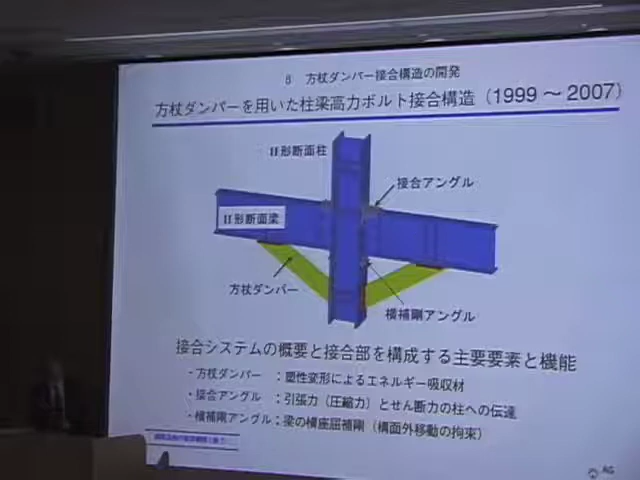 8 方杖ダンパー接合構造の開発
方杖ダンパーを用いた柱梁高力ボルト接合構造(1999 ~ 2007)
H形断面柱
接合アングル
H形断面梁
方杖ダンパー
横補剛アングル
接合システムの概要と接合部を構成する主要要素と機能
・方杖ダンパー :塑性変形によるエネルギー吸収材
・接合アングル :引張力(圧縮力)とせん断力の柱への伝達
・横補剛アングル:梁の横座屈補剛(構面外移動の拘束)